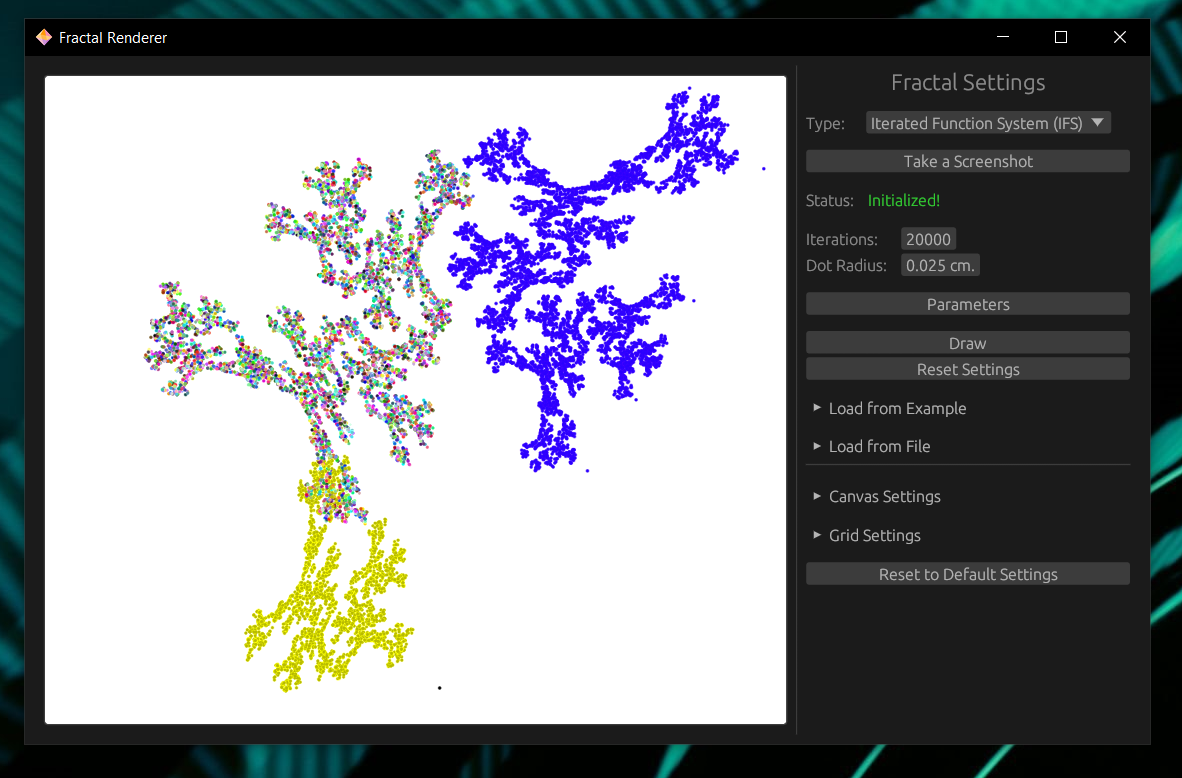 Fractal Renderer
Fractal Settings
Type: Iterated Function System (IFS)
Take a Screenshot
Status: Initialized!
Iterations: 20000
Dot Radius: 0.025 cm.
Parameters
Draw
Reset Settings
Load from Example
Load from File
Canvas Settings
Grid Settings
Reset to Default Settings